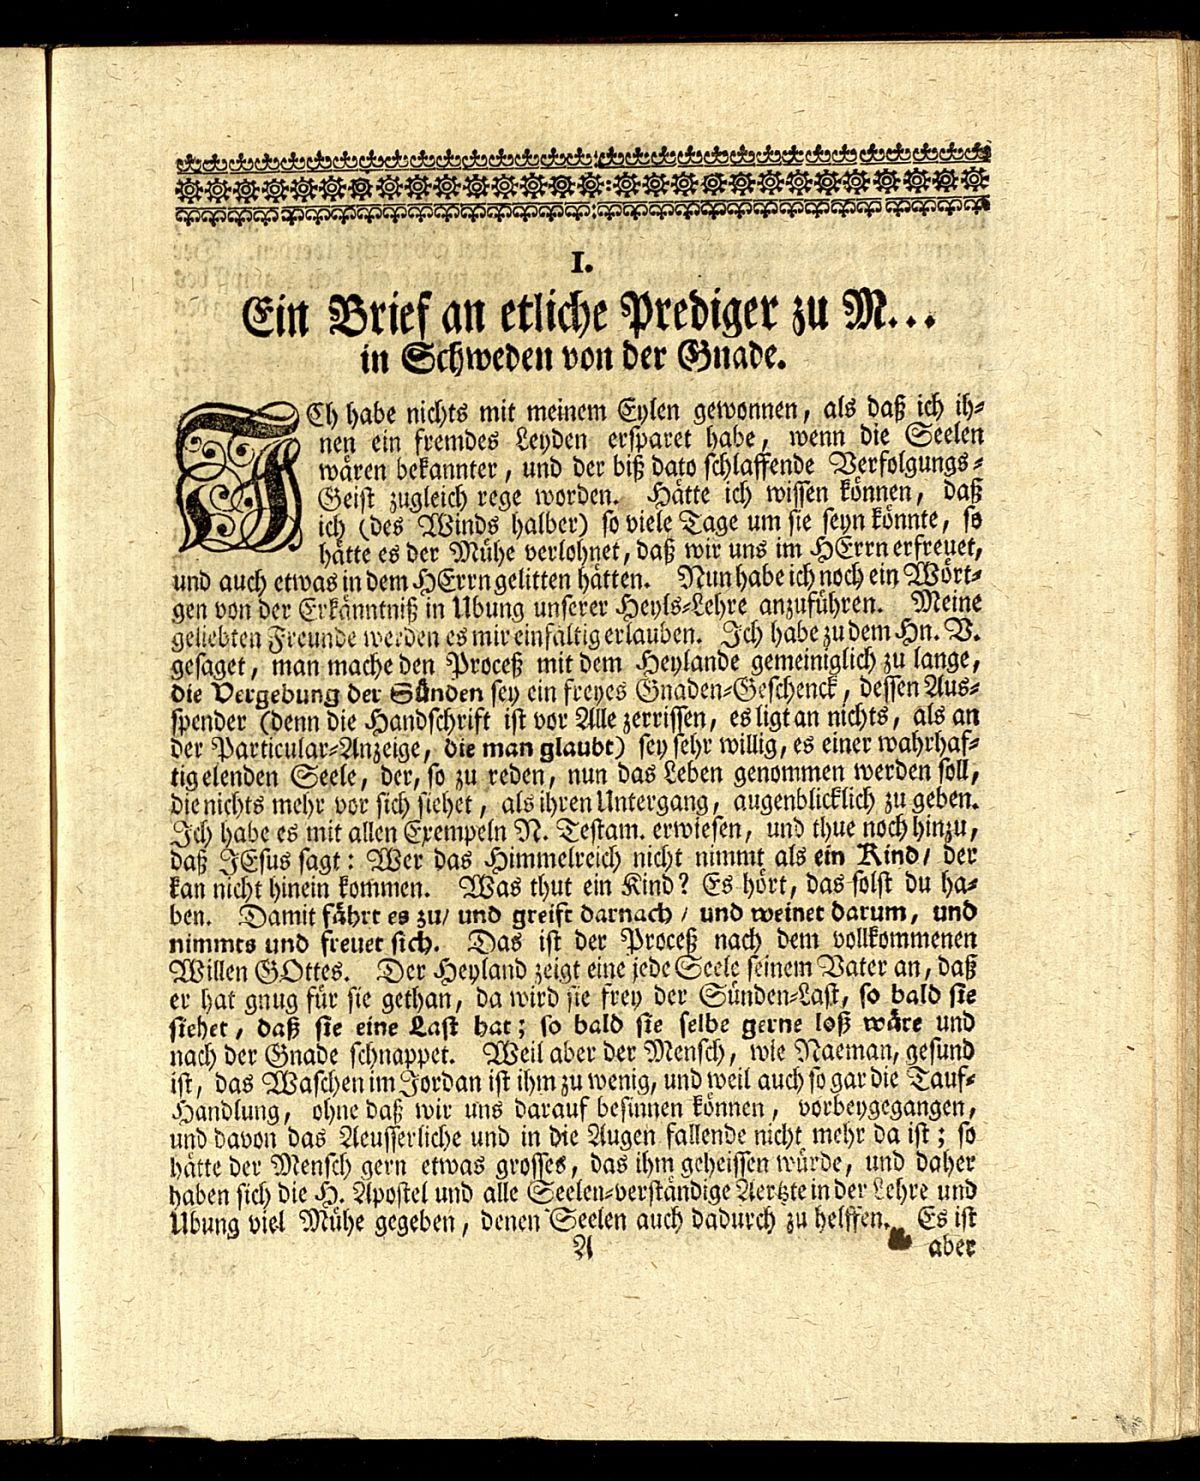 I.
Ein Brief an etliche Prediger zu M...
in Schweden von der Gnade.
ICh habe nichts mit meinem Eylen gewonnen, als daß ich ih-
nen ein fremdes Leyden ersparet habe, wenn die Seelen
wären bekannter, und der biß dato schlaffende Verfolgungs-
Geist zugleich rege worden. Hätte ich wissen können, daß
ich (des Winds halber) so viele Tage um sie seyn könnte, so
hätte es der Mühe verlohnet, daß wir uns im HErrn erfreuet,
und auch etwas in dem HErrn gelitten hätten. Nun habe ich noch ein Wört-
gen von der Erkänntniß in Ubung unserer Heyls-Lehre anzuführen. Meine
geliebten Freunde werden es mir einfältig erlauben. Ich habe zu dem Hn. V.
gesaget, man mache den Proceß mit dem Heylande gemeiniglich zu lange,
die Vergebung der Sünden sey ein freyes Gnaden-Geschenck, dessen Aus-
spender (denn die Handschrift ist vor Alle zerrissen, es ligt an nichts, als an
der Particular-Anzeige, die man glaubt) sey sehr willig, es einer wahrhaf-
tig elenden Seele, der, so zu reden, nun das Leben genommen werden soll,
die nichts mehr vor sich siehet, als ihren Untergang, augenblicklich zu geben.
Ich habe es mit allen Exempeln N. Testam. erwiesen, und thue noch hinzu,
daß JEsus sagt: Wer das Himmelreich nicht nimmt als ein Kind/ der
kan nicht hinein kommen. Was thut ein Kind? Es hört, das solst du ha-
ben. Damit fährt es zu/ und greift darnach / und weinet darum, und
nimmts und freuet sich. Das ist der Proceß nach dem vollkommenen
Willen GOttes. Der Heyland zeigt eine jede Seele seinem Vater an, daß
er hat gnug für sie gethan, da wird sie frey der Sünden-Last, so bald sie
siehet, daß sie eine Last hat; so bald sie selbe gerne loß wäre und
nach der Gnade schnappet. Weil aber der Mensch, wie Naeman, gesund
ist, das Waschen im Jordan ist ihm zu wenig, und weil auch so gar die Tauf-
Handlung, ohne daß wir uns darauf besinnen können, vorbeygegangen,
und davon das Aeusserliche und in die Augen fallende nicht mehr da ist; so
hätte der Mensch gern etwas grosses, das ihm geheissen würde, und daher
haben sich die H. Apostel und alle Seelen-verständige Aertzte in der Lehre und
Ubung viel Mühe gegeben, denen Seelen auch dadurch zu helffen. Es ist
A aber